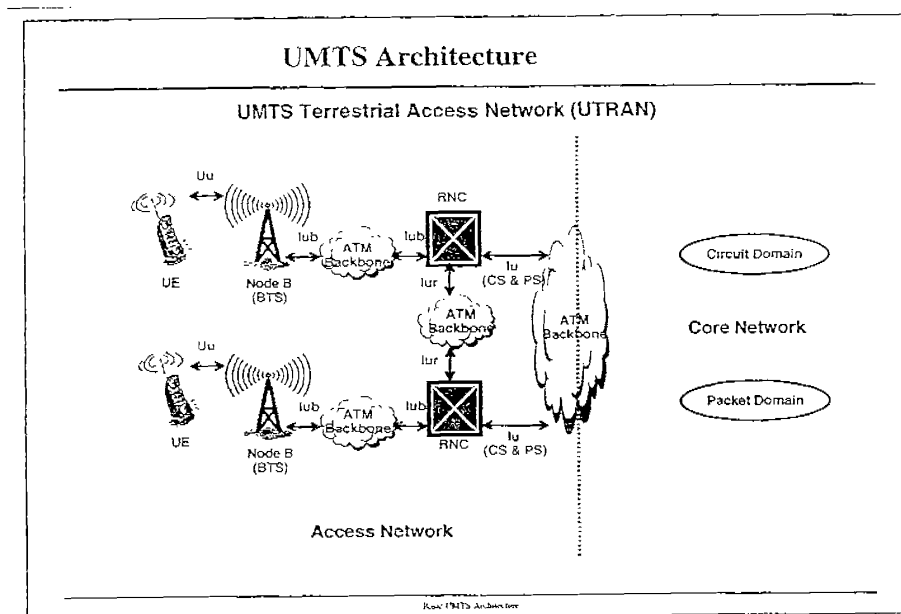 UMTS Architecture
UMTS Terrestrial Access Network (UTRAN)
Uu
RNC
Iub
ATM
Backbone
Iub
UE
Node B
(BTS)
Iur
Iu
(CS & PS)
Circuit Domain
ATM
Backbone
ATM
Backbone
Core Network
Uu
Iur
Iub
ATM
Backbone
Iub
Packet Domain
UE
Node B
(BTS)
RNC
Iu
(CS & PS)
Access Network
UMTS Architecture